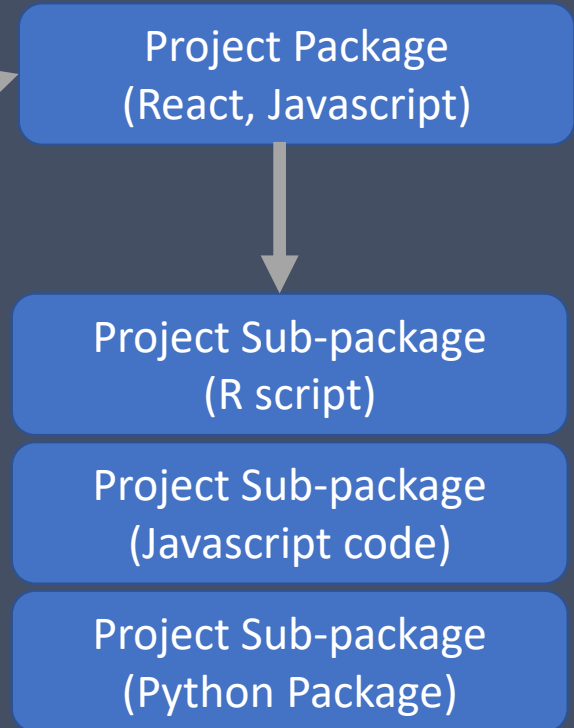 Project Package
(React, Javascript)
Project Sub-package
(R script)
Project Sub-package
(Javascript code)
Project Sub-package
(Python Package)